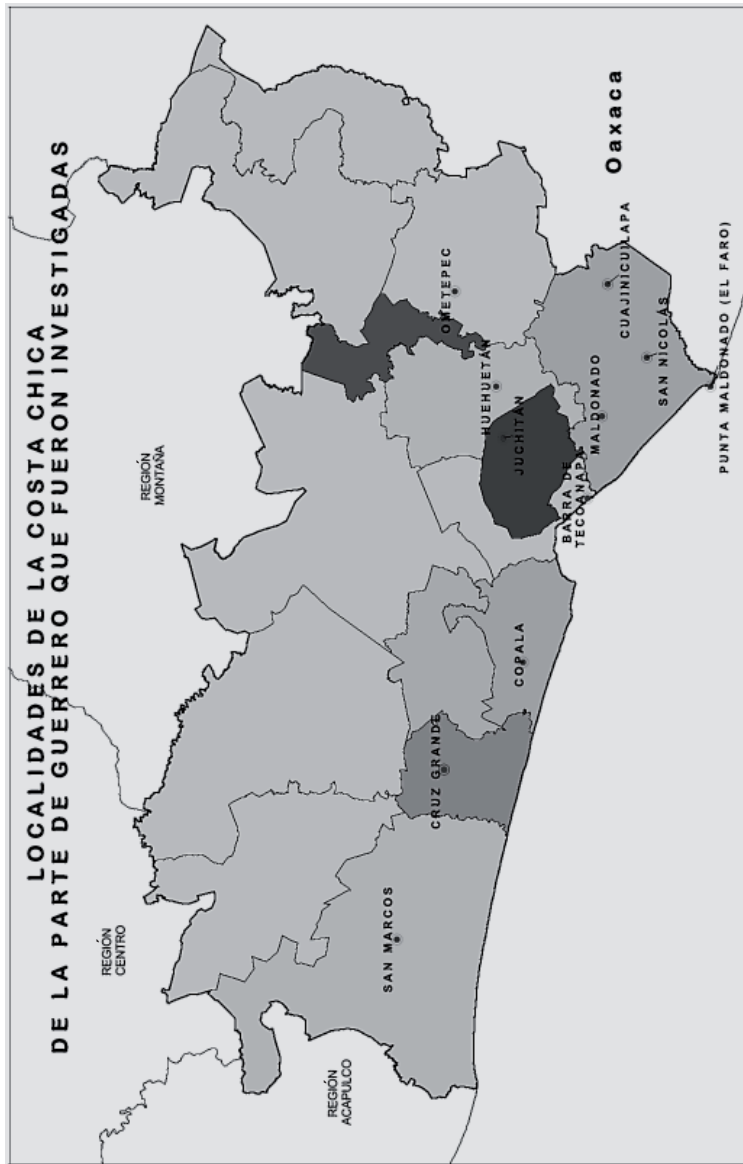 LOCALIDADES DE LA COSTA CHICA
DE LA PARTE DE GUERRERO QUE FUERON INVESTIGADAS
REGIÓN
CENTRO
REGIÓN
MONTAÑA
REGIÓN
ACAPULCO
SAN MARCOS
CRUZ GRANDE
COPALA
OMETEPEC
HUEHUETÁN
JUCHITÁN
BARRA DE
TECOANAPA
MALDONADO
SAN NICOLÁS
CUAJINICUILAPA
Oaxaca
PUNTA MALDONADO (EL FARO)